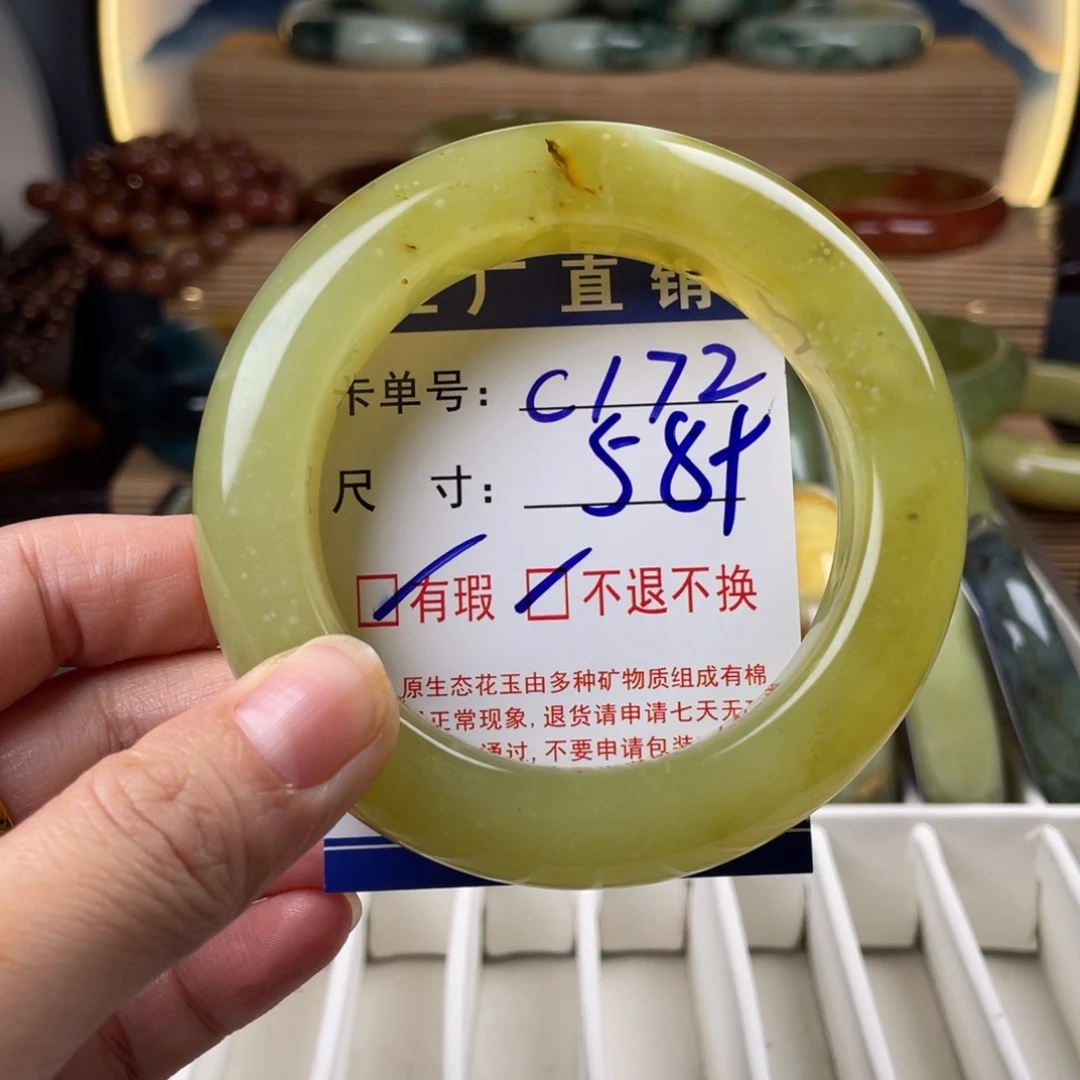 厂直销
卡单号: C172
尺 寸: 58+
有瑕 不退不换
原生态花玉由多种矿物质组成有棉
正常现象, 退货请申请七天无
通过, 不要申请包装